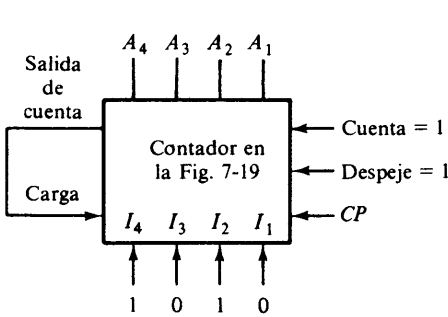 A4 A3 A2 A1
Salida
de
cuenta
Cuenta = 1
Contador en
la Fig. 7-19
Despeje = 1
Carga
CP
I4 I3 I2 I1
1 0 1 0